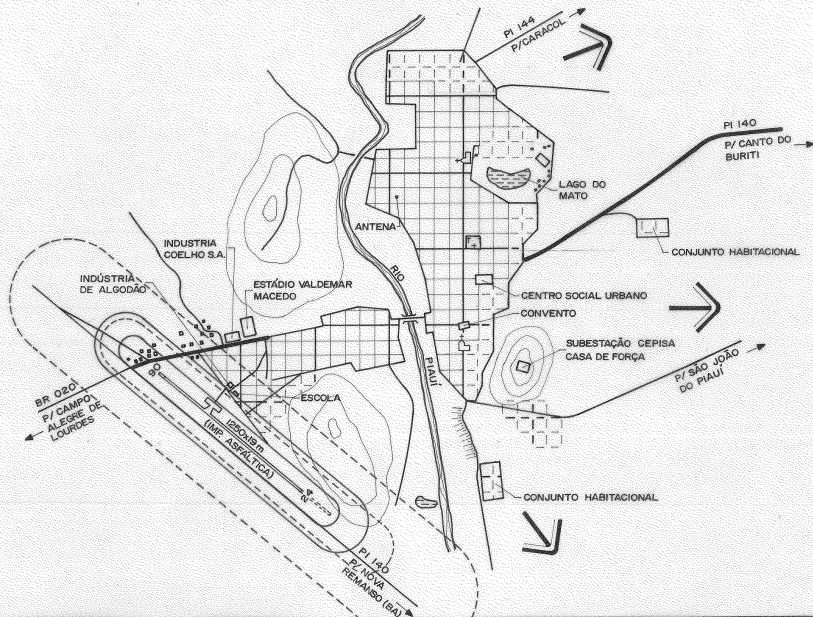 PI 144
P/CARACOL
PI 140
P/ CANTO DO
BURITI
LAGO DO
MATO
ANTENA
CONJUNTO HABITACIONAL
INDUSTRIA
COELHO S.A.
INDÚSTRIA
DE ALGODÃO
ESTÁDIO VALDEMAR
MACEDO
RIO
PIAUÍ
CENTRO SOCIAL URBANO
CONVENTO
SUBESTAÇÃO CEPISA
CASA DE FORÇA
P/ SÃO JOÃO
DO PIAUÍ
BR 020
P/ CAMPO
ALEGRE DE
LOURDES
ESCOLA
06
1250x19 m
(IMP ASFÁLTICA)
24
CONJUNTO HABITACIONAL
PI 140
P/ NOVA
REMANSO (BA)